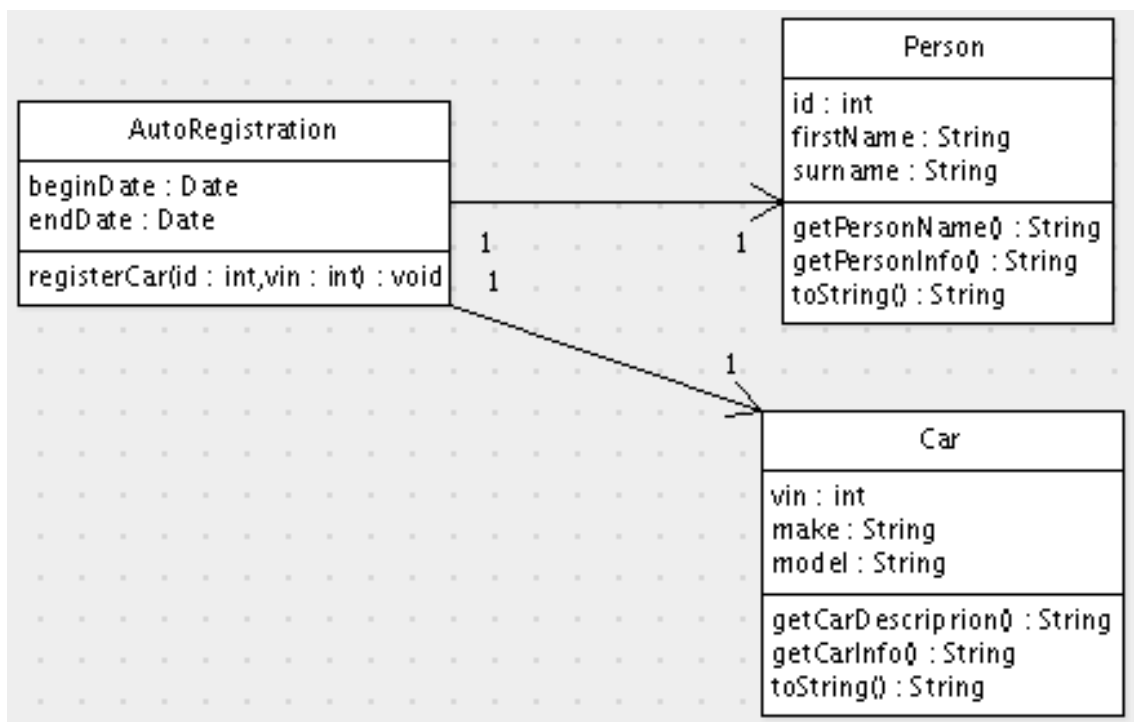 AutoRegistration
beginDate : Date
endDate : Date
registerCar(id : int,vin : int) : void
1
1
1
1
Person
id : int
firstName : String
surname : String
getPersonName() : String
getPersonInfo() : String
toString() : String
Car
vin : int
make : String
model : String
getCarDescriprion() : String
getCarInfo() : String
toString() : String